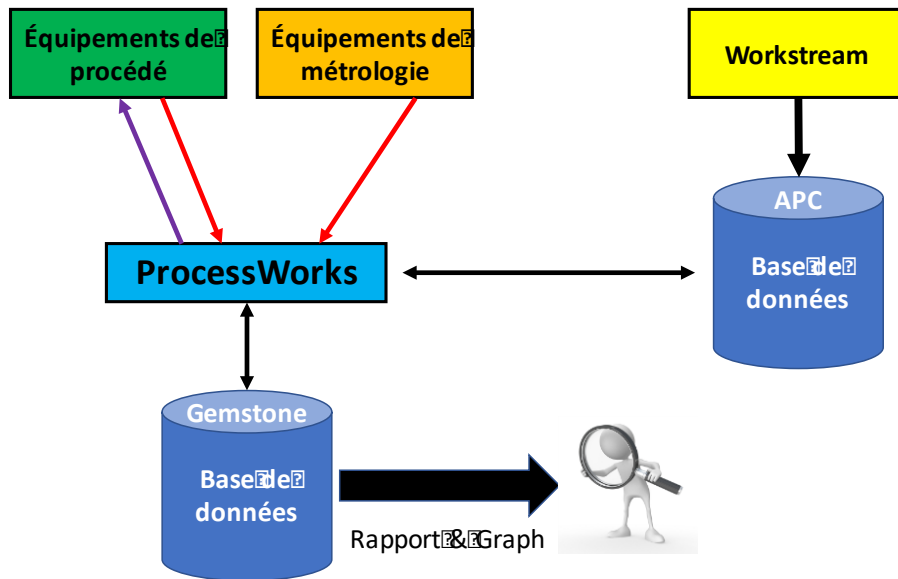 Équipements de
procédé
Équipements de
métrologie
Workstream
APC
Base de
données
ProcessWorks
Gemstone
Base de
données
Rapport & Graph